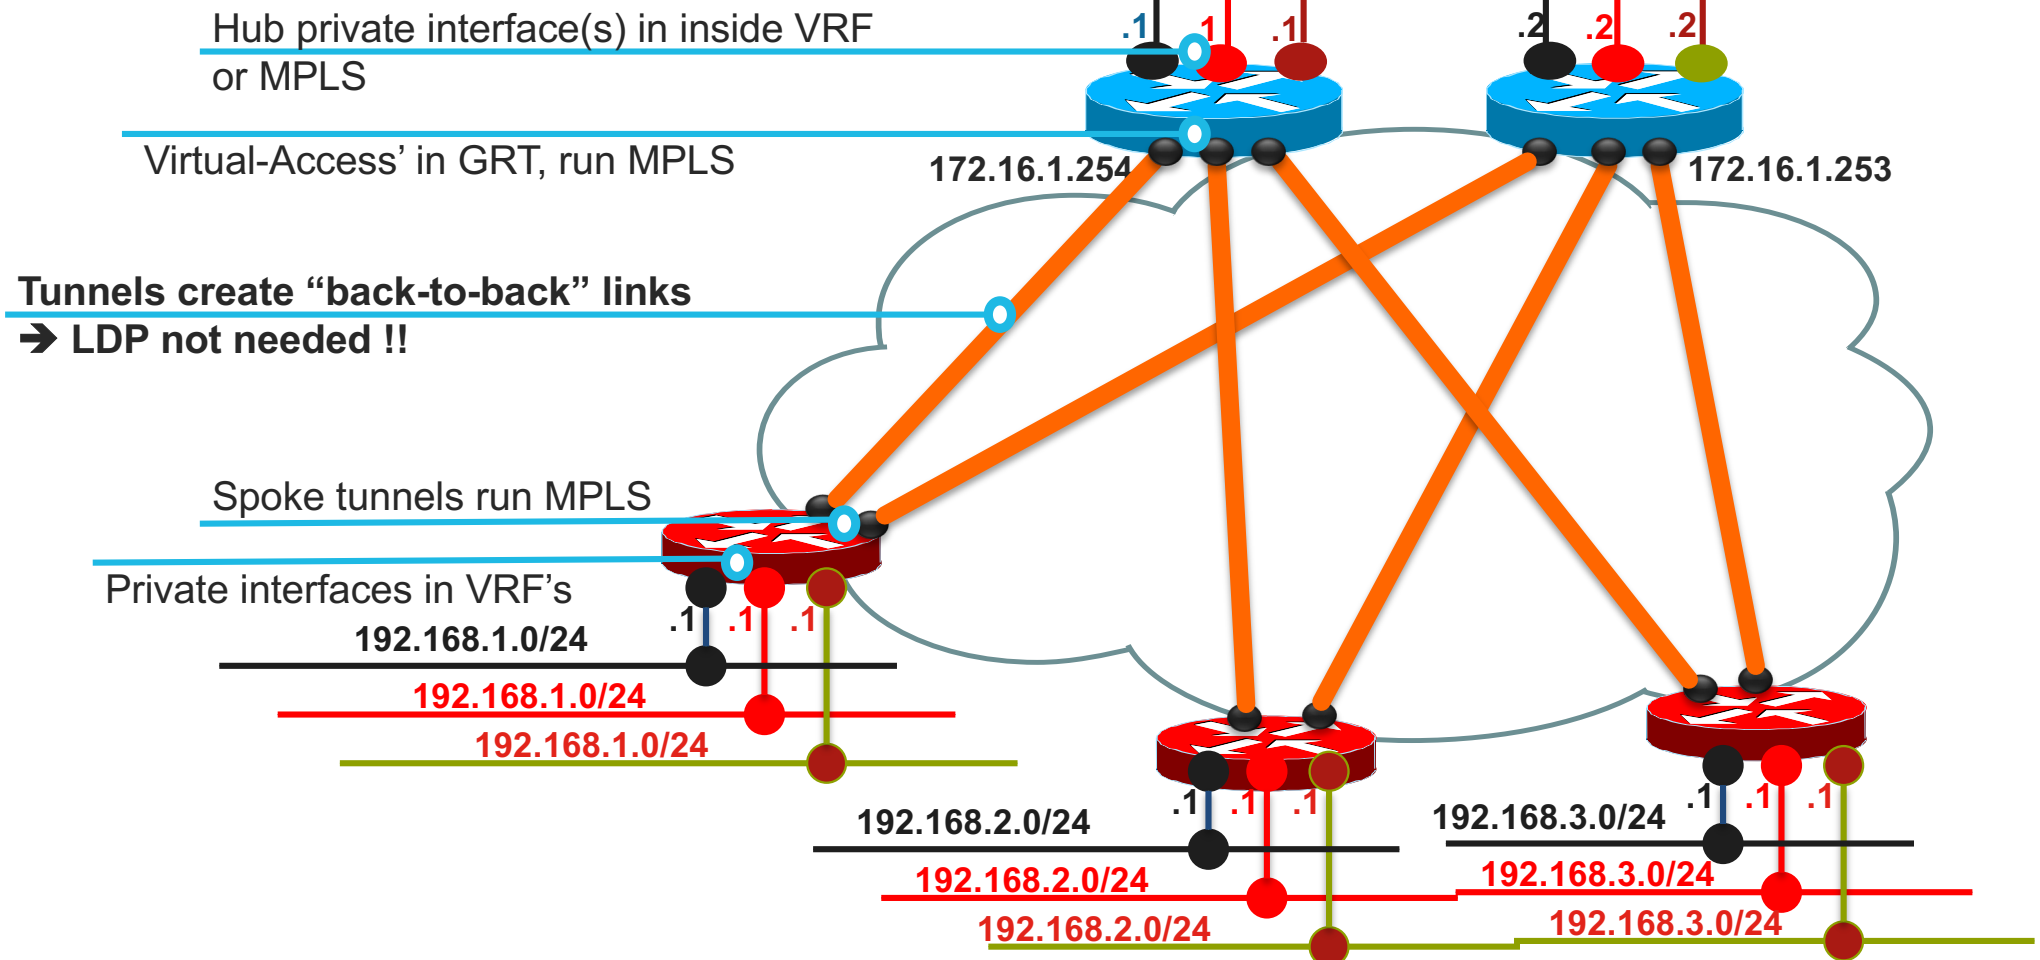 Hub private interface(s) in inside VRF
or MPLS
.1 .1 .1
.2 .2 .2
Virtual-Access’ in GRT, run MPLS
172.16.1.254
172.16.1.253
Tunnels create “back-to-back” links
➔ LDP not needed !!
Spoke tunnels run MPLS
Private interfaces in VRF’s
.1 .1 .1
192.168.1.0/24
192.168.1.0/24
192.168.1.0/24
.1 .1 .1
192.168.2.0/24
192.168.2.0/24
192.168.2.0/24
.1 .1 .1
192.168.3.0/24
192.168.3.0/24
192.168.3.0/24